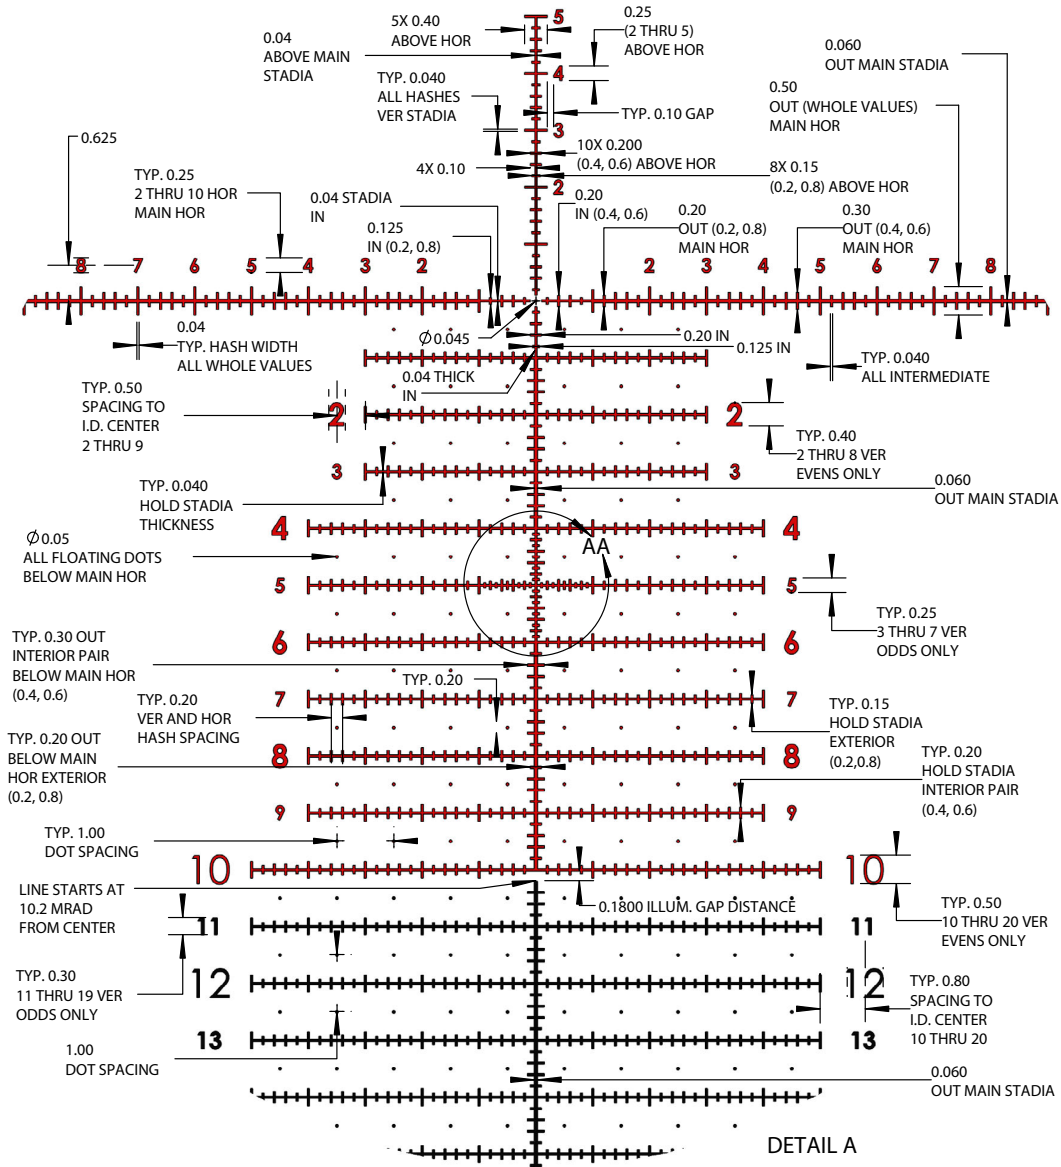 5X 0.40
ABOVE HOR
5
0.25
(2 THRU 5)
ABOVE HOR
0.04
ABOVE MAIN
STADIA
0.060
OUT MAIN STADIA
4
TYP. 0.040
ALL HASHES
VER STADIA
0.50
OUT (WHOLE VALUES)
MAIN HOR
TYP. 0.10 GAP
3
0.625
10X 0.200
(0.4, 0.6) ABOVE HOR
4X 0.10
8X 0.15
(0.2, 0.8) ABOVE HOR
2
TYP. 0.25
2 THRU 10 HOR
MAIN HOR
0.04 STADIA
IN
0.125
IN (0.2, 0.8)
0.20
IN (0.4, 0.6)
0.20
OUT (0.2, 0.8)
MAIN HOR
0.30
OUT (0.4, 0.6)
MAIN HOR
8 7 6 5 4 3 2 2 3 4 5 6 7 8
0.04
TYP. HASH WIDTH
ALL WHOLE VALUES
Ø 0.045
0.20 IN
0.125 IN
TYP. 0.040
ALL INTERMEDIATE
0.04 THICK
IN
TYP. 0.50
SPACING TO
I.D. CENTER
2 THRU 9
2 2
TYP. 0.40
2 THRU 8 VER
EVENS ONLY
3 3
TYP. 0.040
HOLD STADIA
THICKNESS
0.060
OUT MAIN STADIA
4 4
Ø 0.05
ALL FLOATING DOTS
BELOW MAIN HOR
AA
5 5
TYP. 0.25
3 THRU 7 VER
ODDS ONLY
TYP. 0.30 OUT
INTERIOR PAIR
BELOW MAIN HOR
(0.4, 0.6)
6 6
TYP. 0.20
TYP. 0.20
VER AND HOR
HASH SPACING
7 7
TYP. 0.15
HOLD STADIA
EXTERIOR
(0.2,0.8)
TYP. 0.20 OUT
BELOW MAIN
HOR EXTERIOR
(0.2, 0.8)
8 8
TYP. 0.20
HOLD STADIA
INTERIOR PAIR
(0.4, 0.6)
9 9
TYP. 1.00
DOT SPACING
10 10
LINE STARTS AT
10.2 MRAD
FROM CENTER
0.1800 ILLUM. GAP DISTANCE
TYP. 0.50
10 THRU 20 VER
EVENS ONLY
11 11
TYP. 0.30
11 THRU 19 VER
ODDS ONLY
12 12
TYP. 0.80
SPACING TO
I.D. CENTER
10 THRU 20
13 13
1.00
DOT SPACING
0.060
OUT MAIN STADIA
DETAIL A